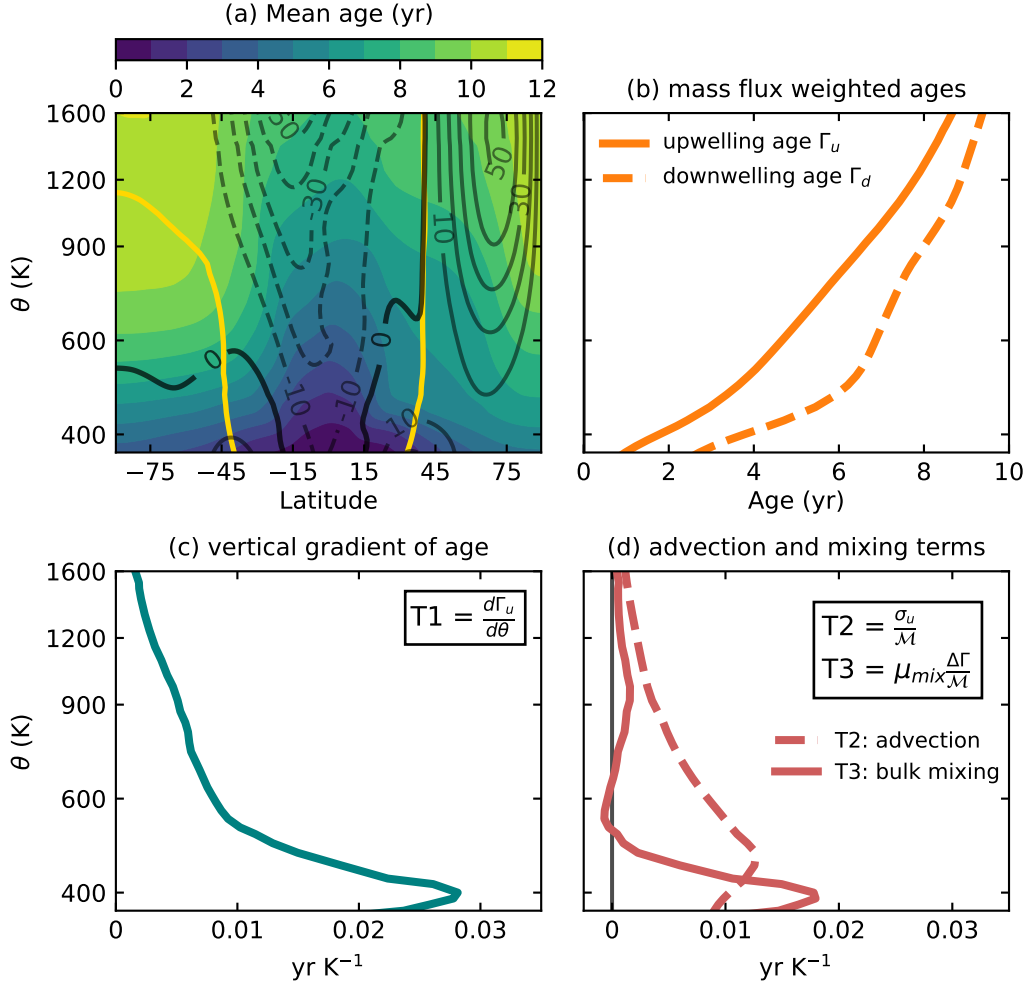 (a) Mean age (yr)
0 2 4 6 8 10 12
1600
1200
900
600
400
θ (K)
50
-30
50
30
10
0
0
-10
-10
10
−75 −45 −15 15 45 75
Latitude
(b) mass flux weighted ages
upwelling age Γu
downwelling age Γd
0 2 4 6 8 10
Age (yr)
(c) vertical gradient of age
1600
1200
900
600
400
θ (K)
T1 = dΓu/dθ
0 0.01 0.02 0.03
yr K−1
(d) advection and mixing terms
T2 = σu/ℳ
T3 = μmix ΔΓ/ℳ
T2: advection
T3: bulk mixing
0 0.01 0.02 0.03
yr K−1